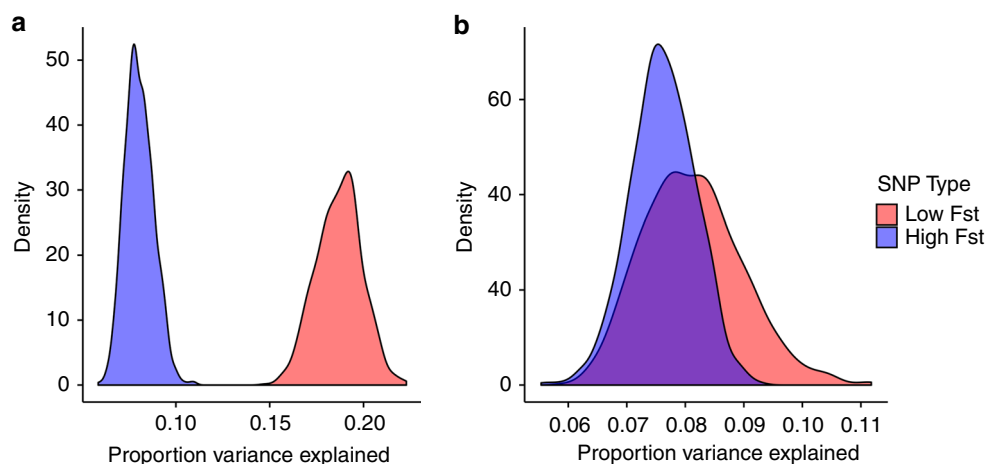 a
50
40
30
20
10
0
Density
0.10 0.15 0.20
Proportion variance explained
b
60
40
40
0
Density
0.06 0.07 0.08 0.09 0.10 0.11
Proportion variance explained
SNP Type
Low Fst
High Fst